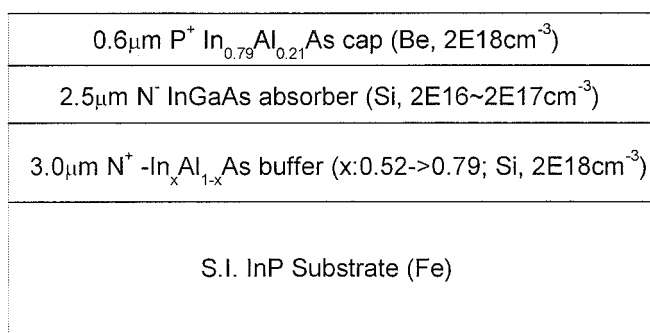 0.6μm P⁺ In₀.₇₉Al₀.₂₁As cap (Be, 2E18cm⁻³)
2.5μm N⁻ InGaAs absorber (Si, 2E16~2E17cm⁻³)
3.0μm N⁺ -InₓAl₁₋ₓAs buffer (x:0.52->0.79; Si, 2E18cm⁻³)
S.I. InP Substrate (Fe)